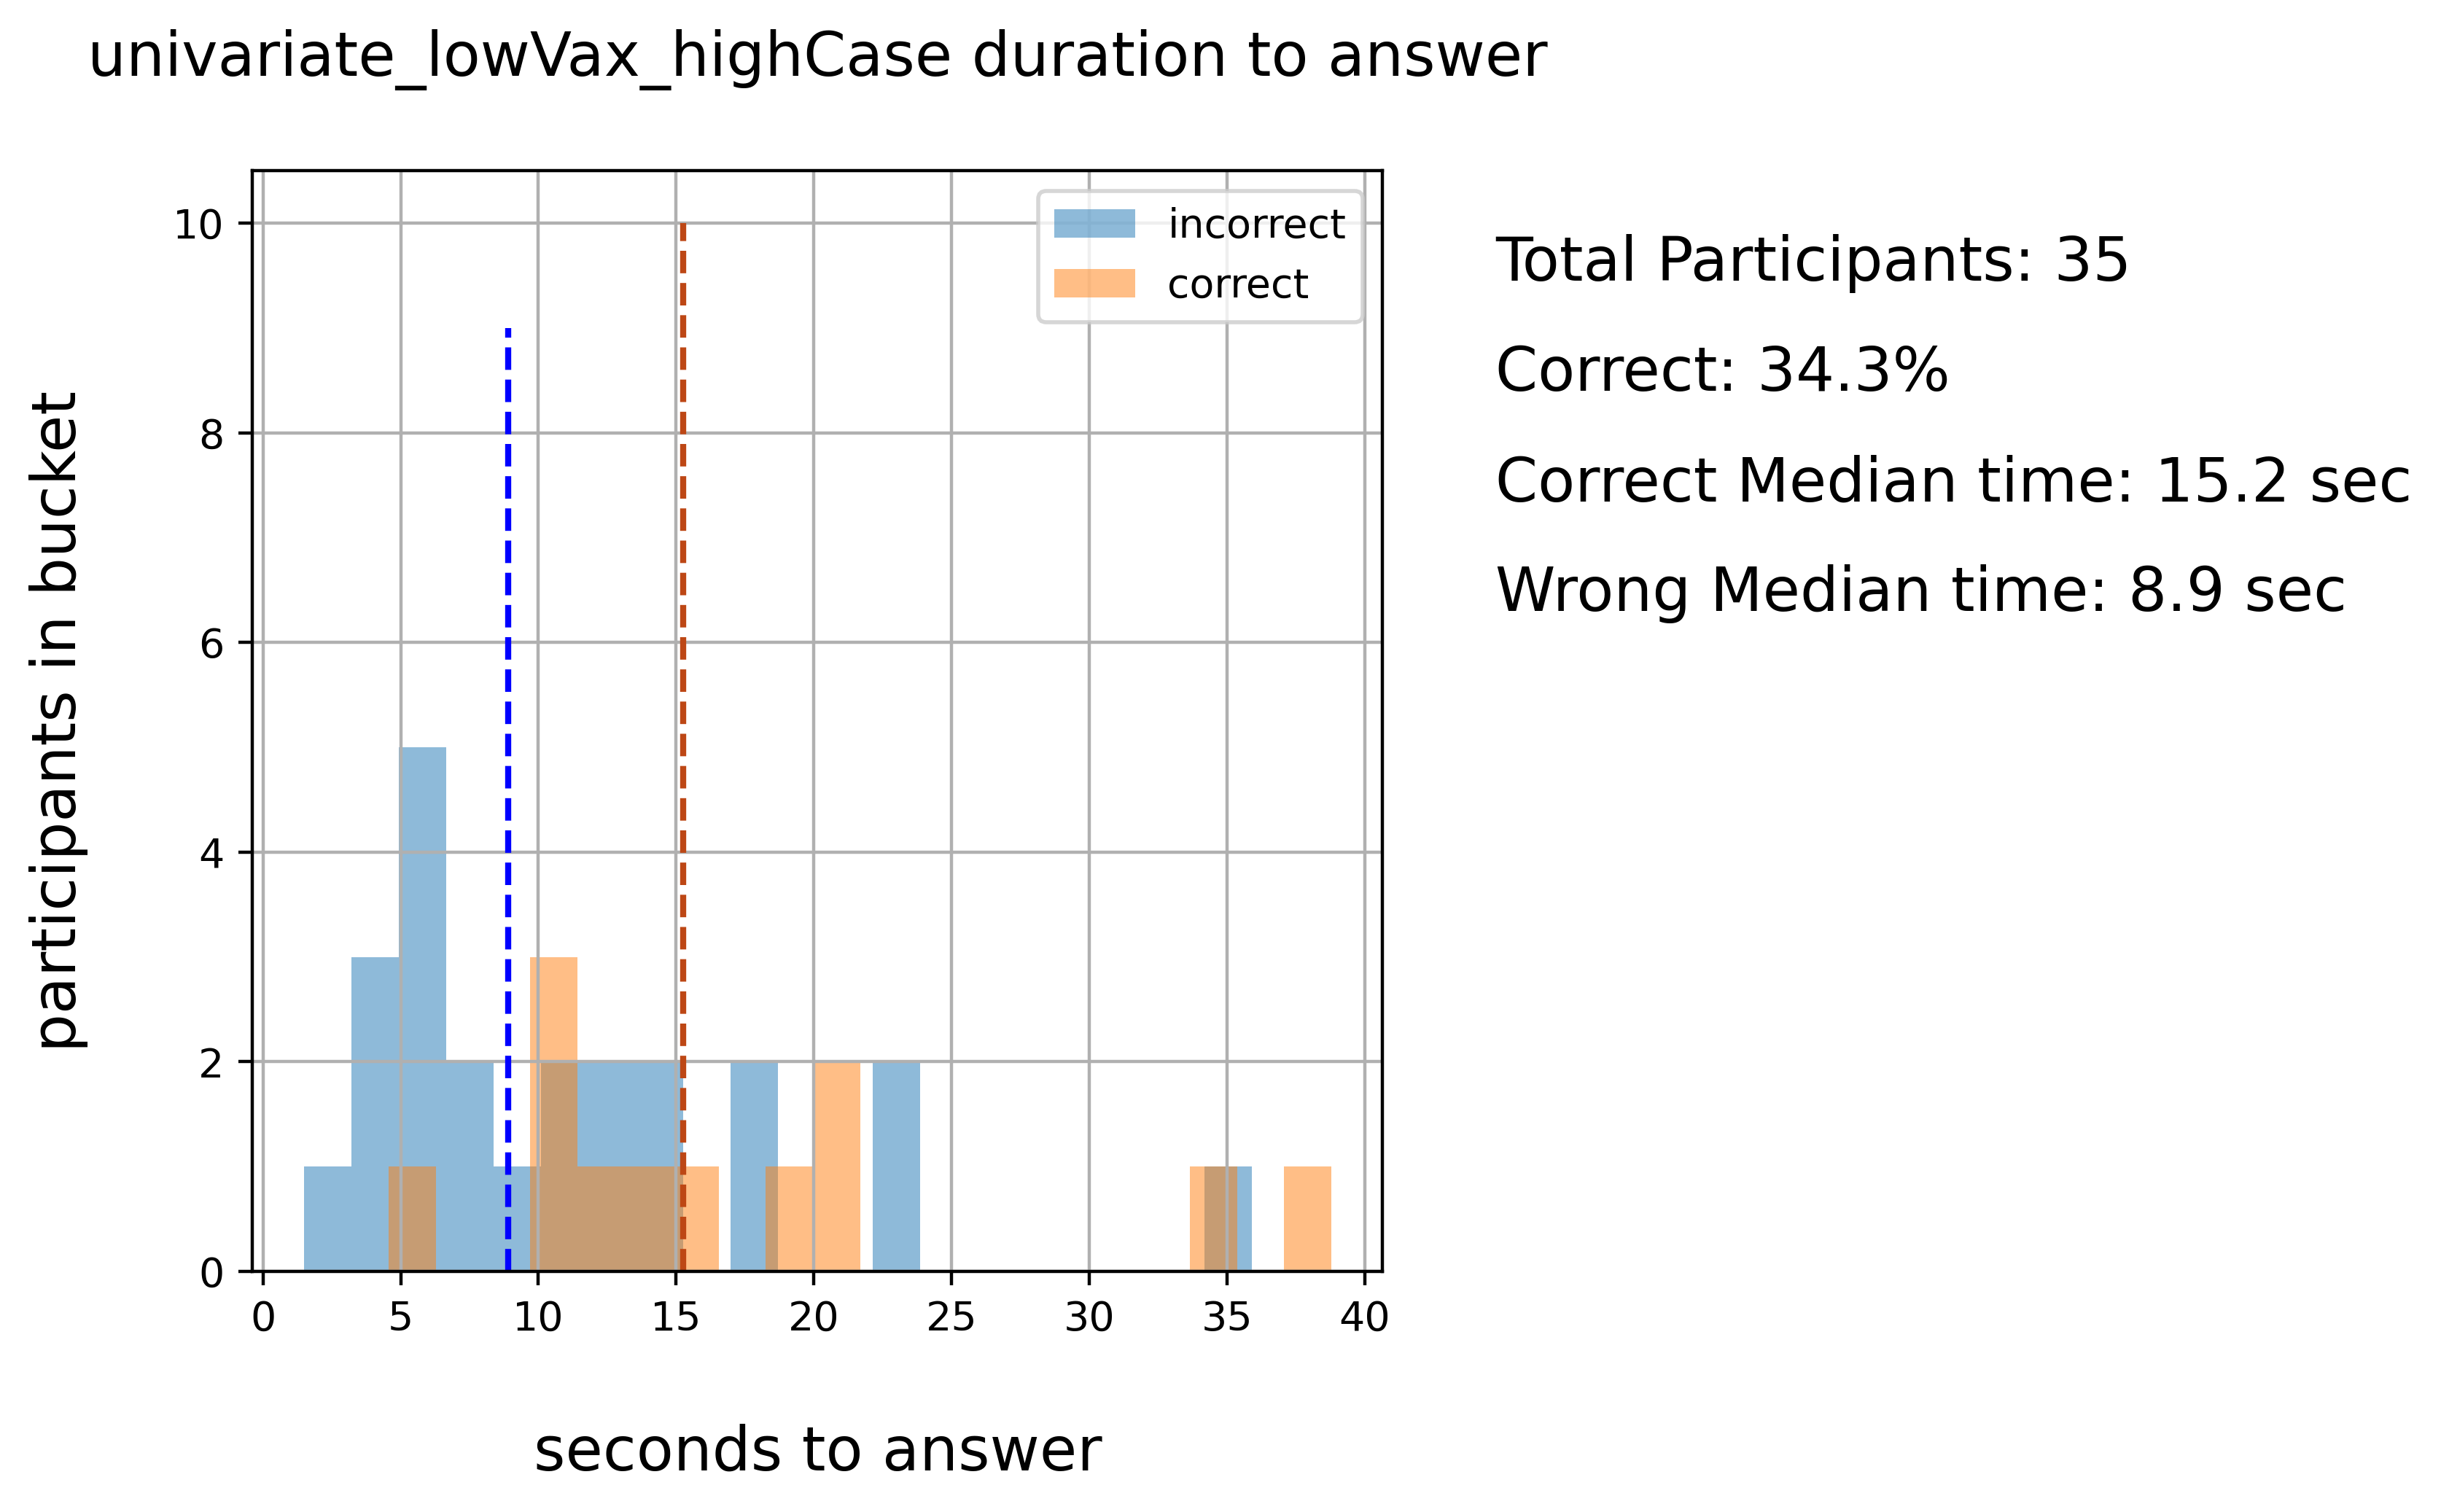 univariate_lowVax_highCase duration to answer
participants in bucket
10
8
6
4
2
0
0 5 10 15 20 25 30 35 40
seconds to answer
incorrect
correct
Total Participants: 35
Correct: 34.3%
Correct Median time: 15.2 sec
Wrong Median time: 8.9 sec